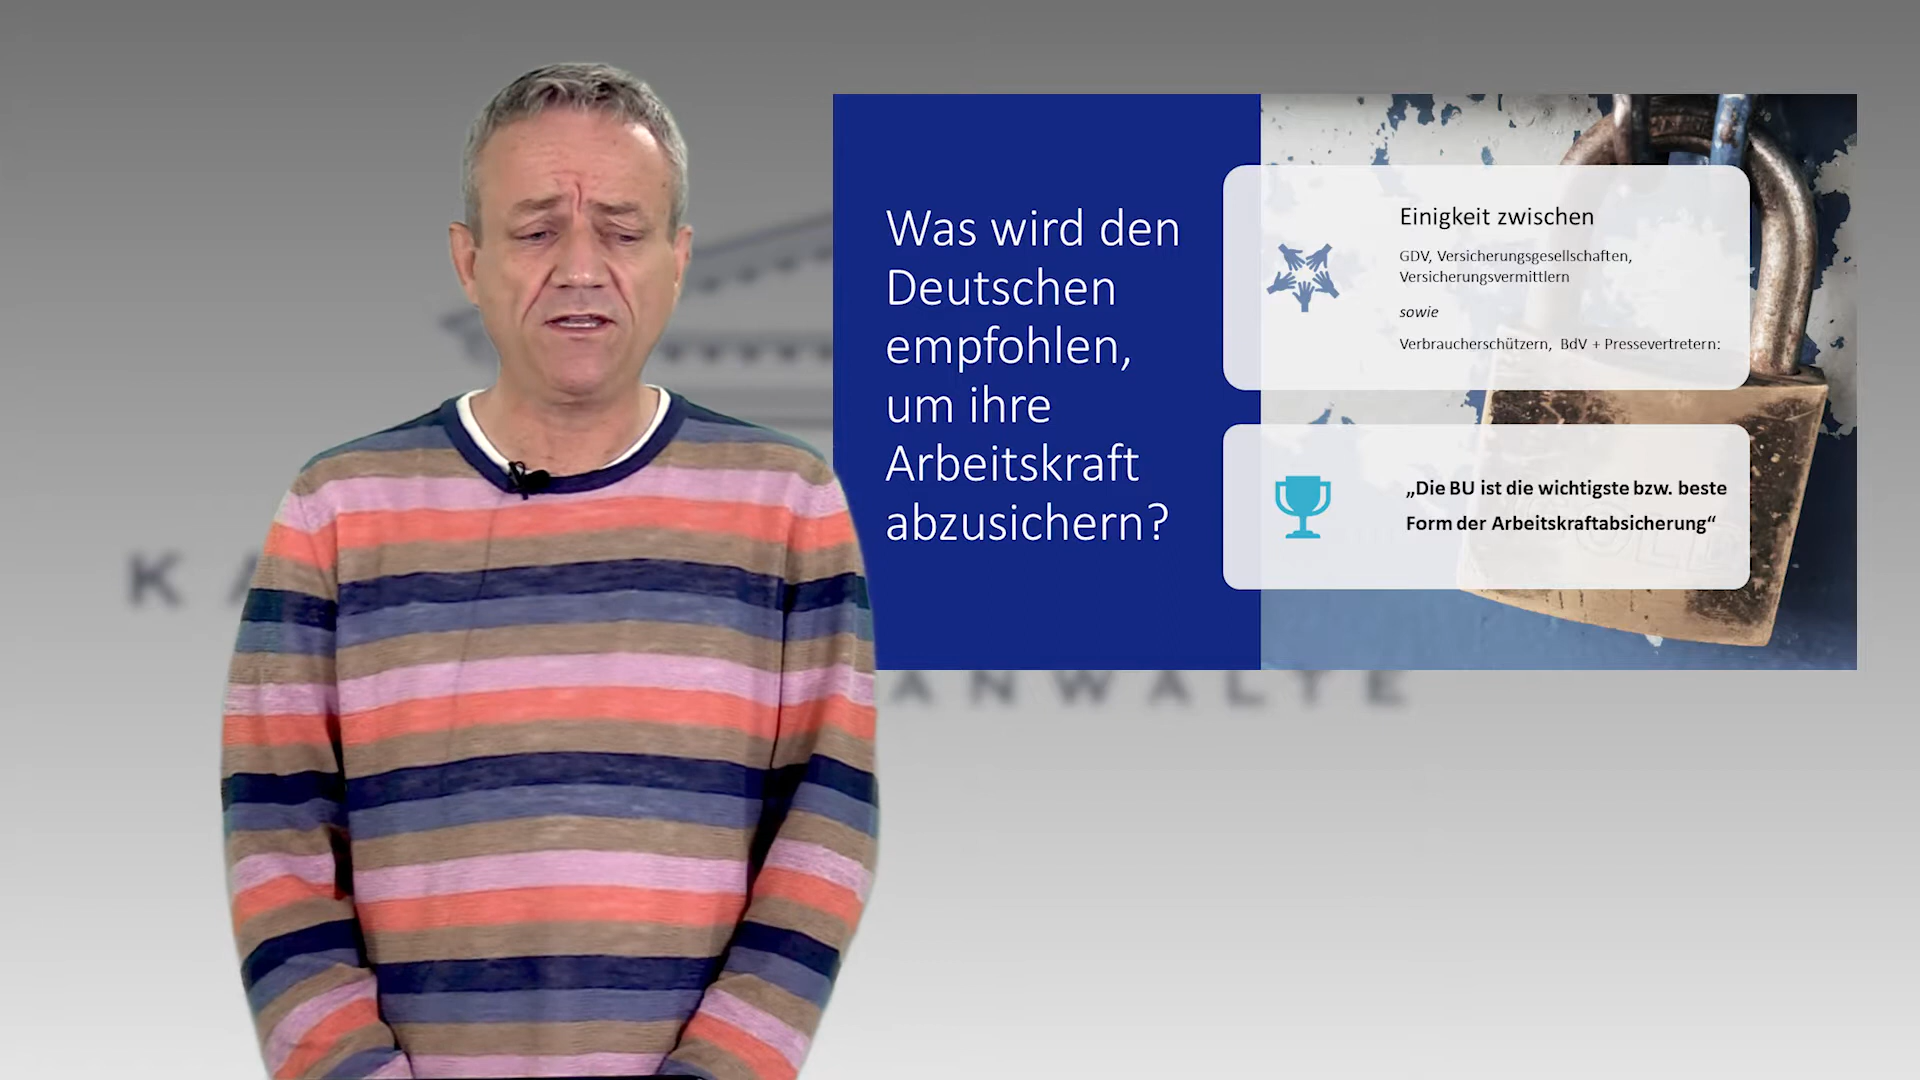 Was wird den
Deutschen
empfohlen,
um ihre
Arbeitskraft
abzusichern?
Einigkeit zwischen
GDV, Versicherungsgesellschaften,
Versicherungsvermittlern
sowie
Verbraucherschützern, BdV + Pressevertretern:
„Die BU ist die wichtigste bzw. beste
Form der Arbeitskraftabsicherung“